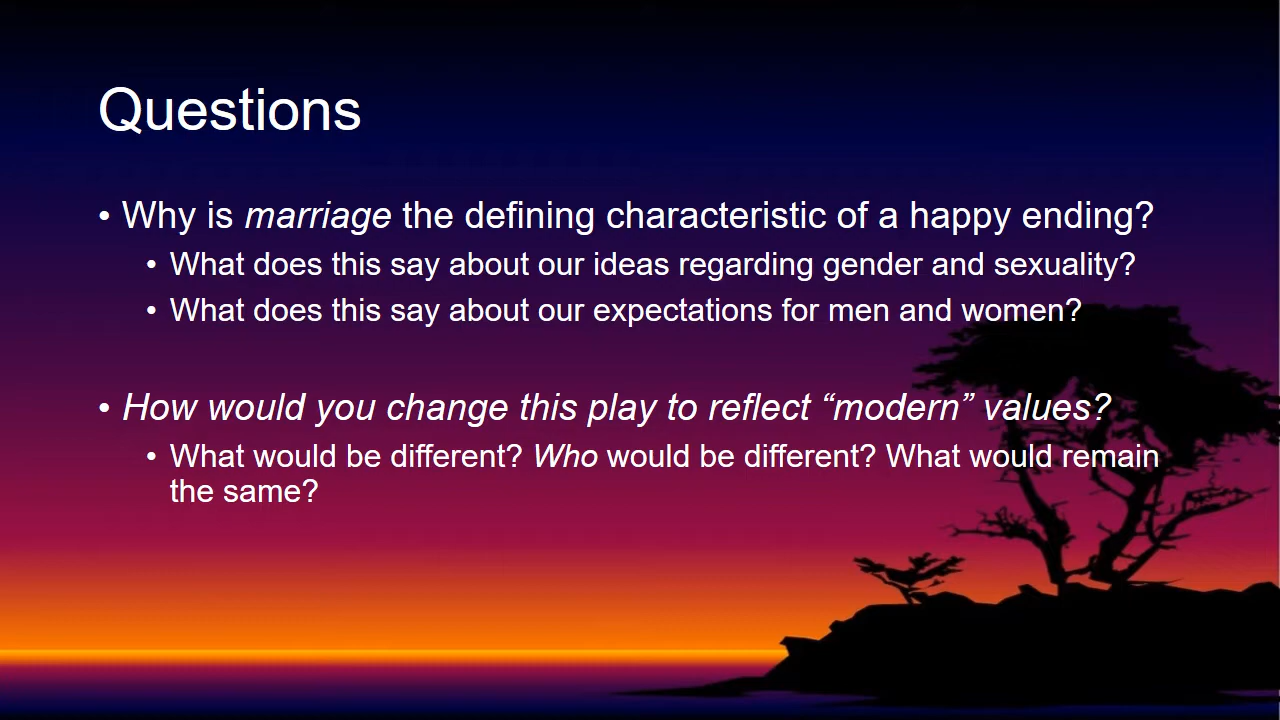 Questions
• Why is marriage the defining characteristic of a happy ending?
• What does this say about our ideas regarding gender and sexuality?
• What does this say about our expectations for men and women?
• How would you change this play to reflect “modern” values?
• What would be different? Who would be different? What would remain
the same?